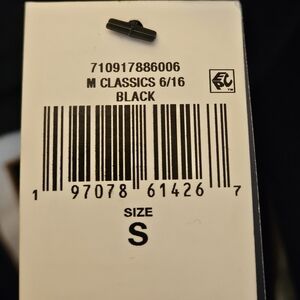 710917886006
M CLASSICS 6/16
BLACK
1 97078 61426 7
SIZE
S